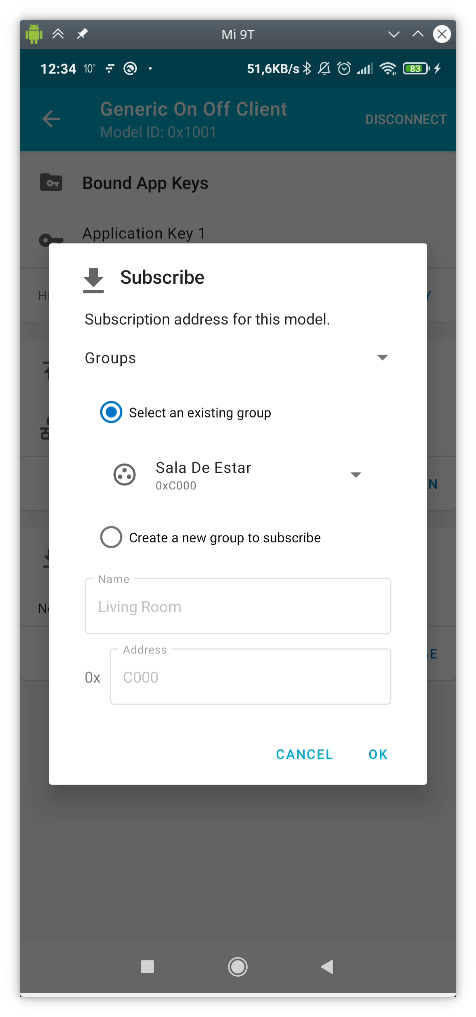 Mi 9T
12:34 10° 51,6KB/s 83
Generic On Off Client
DISCONNECT
Model ID: 0x1001
Bound App Keys
Application Key 1
Subscribe
Subscription address for this model.
Groups
Select an existing group
Sala De Estar
0xC000
Create a new group to subscribe
Name
Living Room
Address
0x C000
CANCEL OK